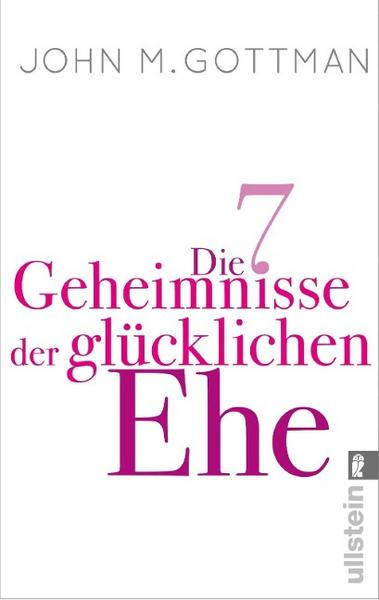 JOHN M. GOTTMAN
Die 7
Geheimnisse
der glücklichen
Ehe
ullstein